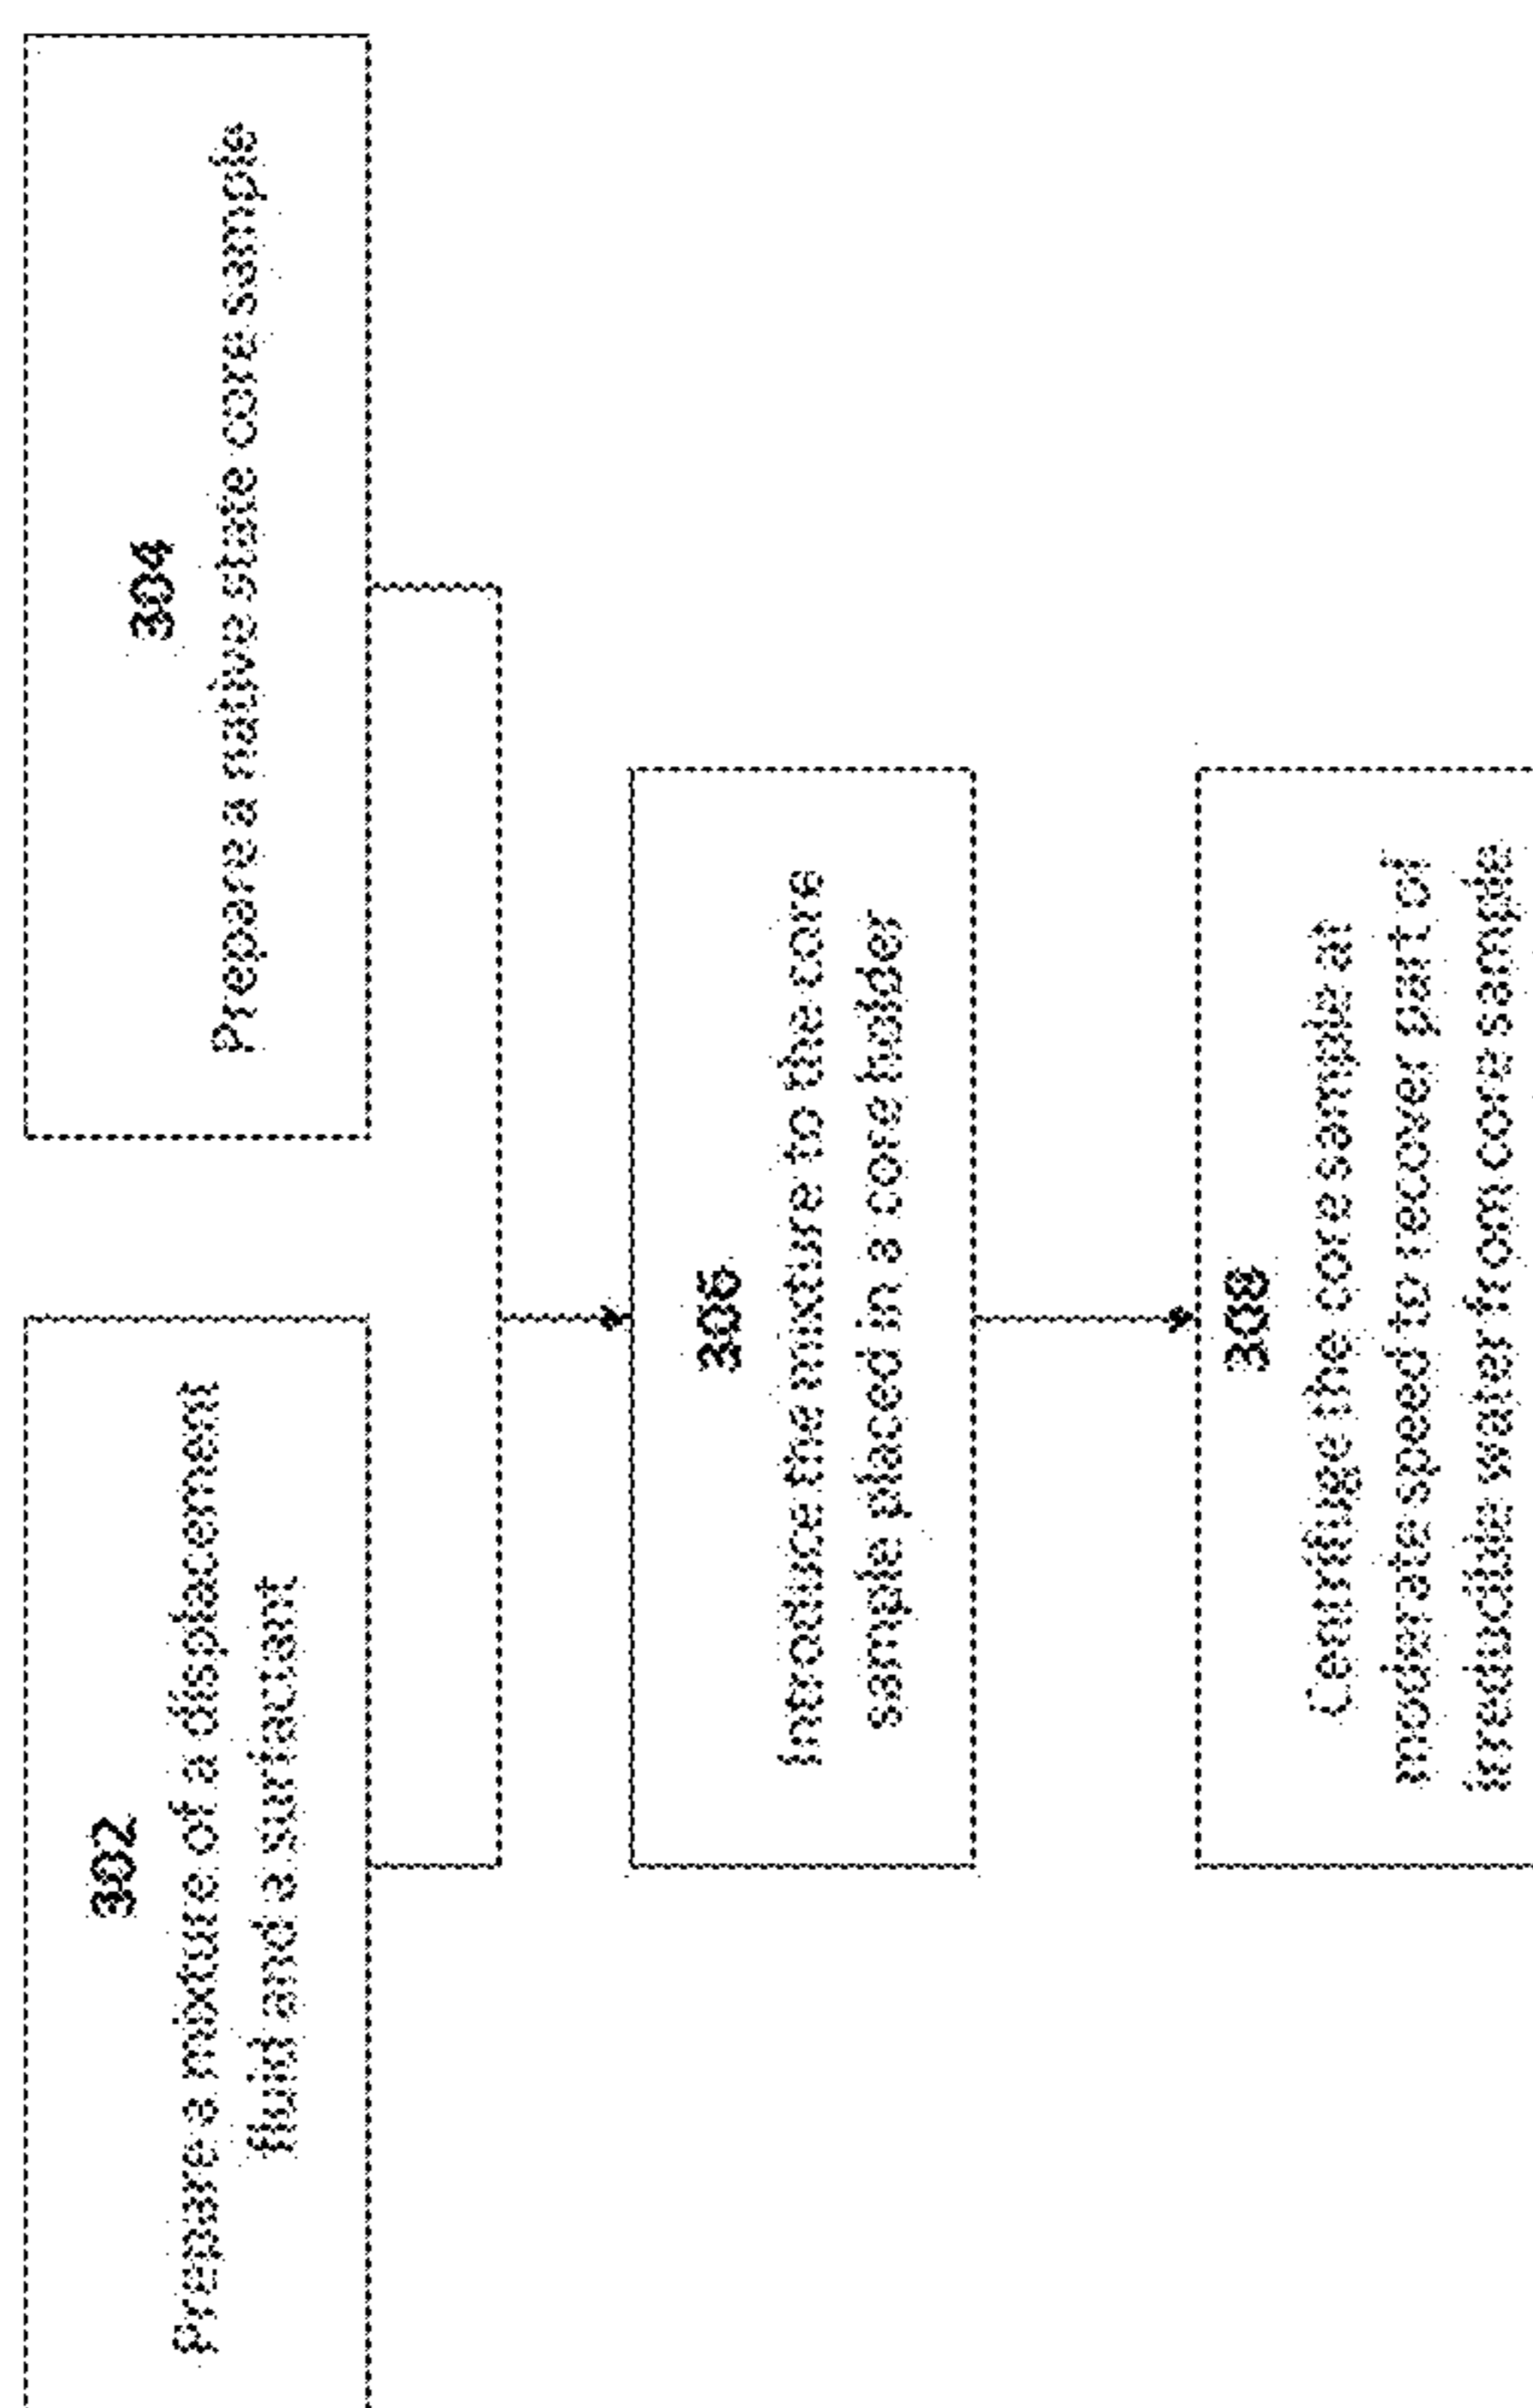 302
Prepare a mixture of a displacement
fluid and a surfactant
304
Prepare a native state core sample
306
Introduce the mixture to the core
sample placed in a core holder
308
Centrifuge the core sample at
moderate speed to recover part of
irreducible water from core sample